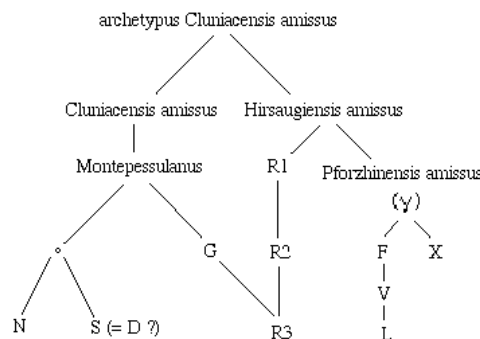 archetypus Cluniacensis amissus
Cluniacensis amissus Hirsaugiensis amissus
Montepessulanus R1 Pforzhinensis amissus
(γ)
° G R2 F X
V
N S (= D ?) R3 L